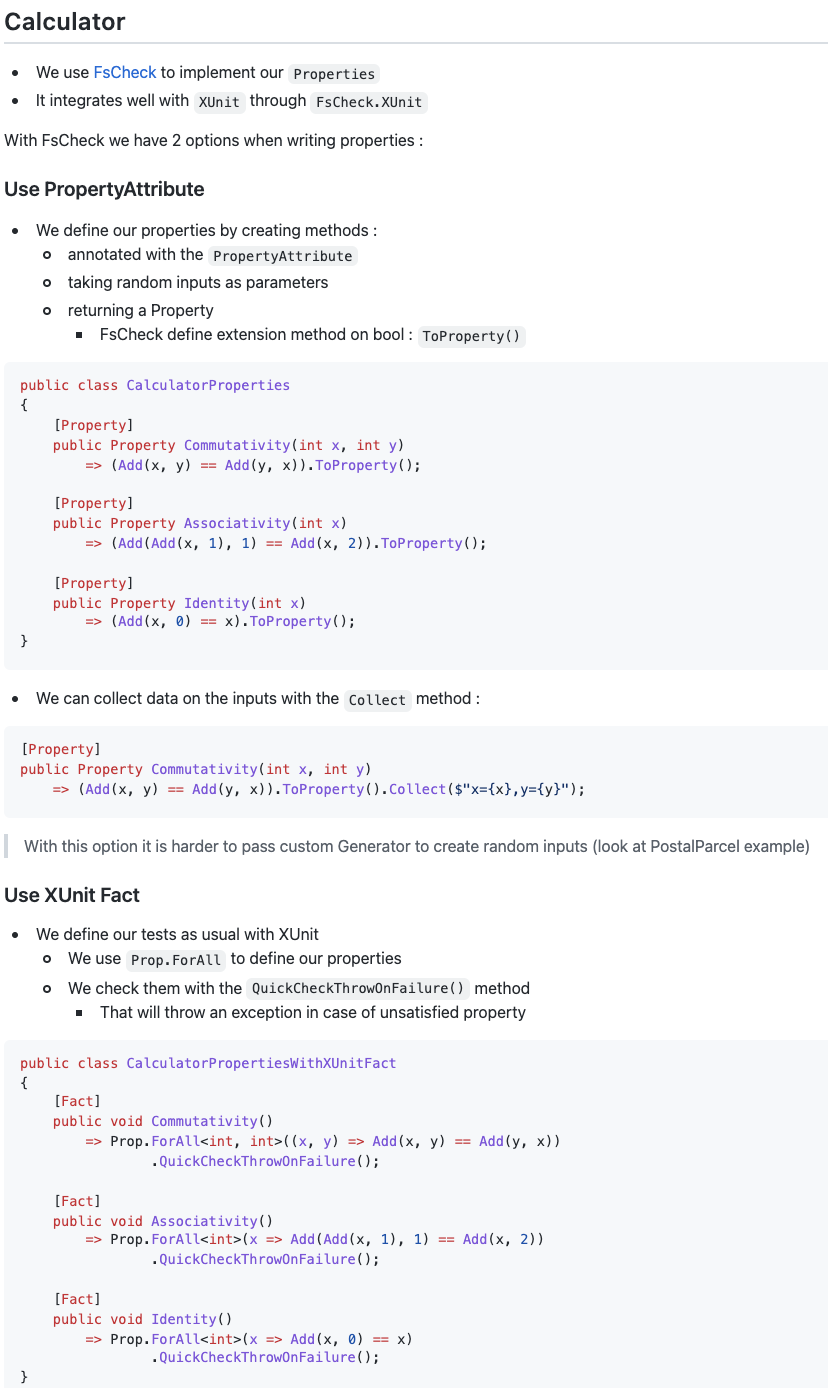 Calculator
• We use FsCheck to implement our Properties
• It integrates well with XUnit through FsCheck.XUnit
With FsCheck we have 2 options when writing properties :
Use PropertyAttribute
• We define our properties by creating methods :
o annotated with the PropertyAttribute
o taking random inputs as parameters
o returning a Property
▪ FsCheck define extension method on bool : ToProperty()
public class CalculatorProperties
{
    [Property]
    public Property Commutativity(int x, int y)
        => (Add(x, y) == Add(y, x)).ToProperty();

    [Property]
    public Property Associativity(int x)
        => (Add(Add(x, 1), 1) == Add(x, 2)).ToProperty();

    [Property]
    public Property Identity(int x)
        => (Add(x, 0) == x).ToProperty();
}
• We can collect data on the inputs with the Collect method :
[Property]
public Property Commutativity(int x, int y)
    => (Add(x, y) == Add(y, x)).ToProperty().Collect($"x={x},y={y}");
With this option it is harder to pass custom Generator to create random inputs (look at PostalParcel example)
Use XUnit Fact
• We define our tests as usual with XUnit
o We use Prop.ForAll to define our properties
o We check them with the QuickCheckThrowOnFailure() method
▪ That will throw an exception in case of unsatisfied property
public class CalculatorPropertiesWithXUnitFact
{
    [Fact]
    public void Commutativity()
        => Prop.ForAll<int, int>((x, y) => Add(x, y) == Add(y, x))
                .QuickCheckThrowOnFailure();

    [Fact]
    public void Associativity()
        => Prop.ForAll<int>(x => Add(Add(x, 1), 1) == Add(x, 2))
                .QuickCheckThrowOnFailure();

    [Fact]
    public void Identity()
        => Prop.ForAll<int>(x => Add(x, 0) == x)
                .QuickCheckThrowOnFailure();
}